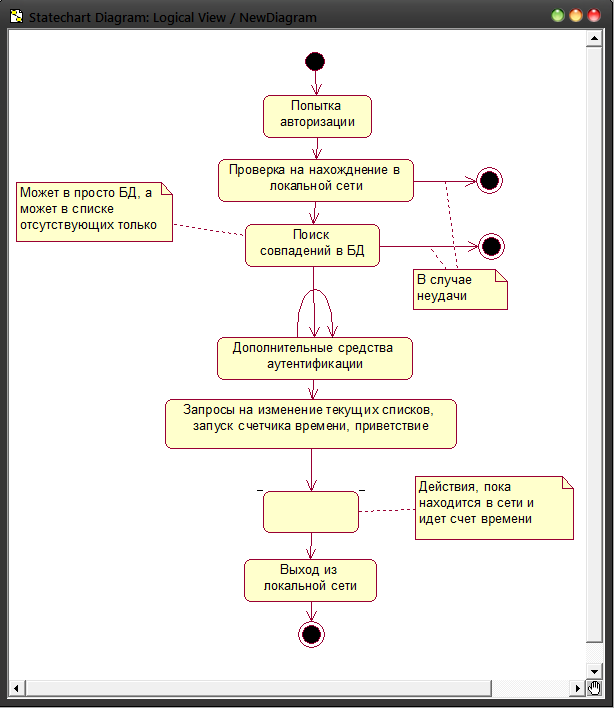 Statechart Diagram: Logical View / NewDiagram
Попытка
авторизации
Проверка на нахожднение в
локальной сети
Может в просто БД, а
может в списке
отсутствующих только
Поиск
совпадений в БД
В случае
неудачи
Дополнительные средства
аутентификации
Запросы на изменение текущих списков,
запуск счетчика времени, приветствие
Действия, пока
находится в сети и
идет счет времени
Выход из
локальной сети